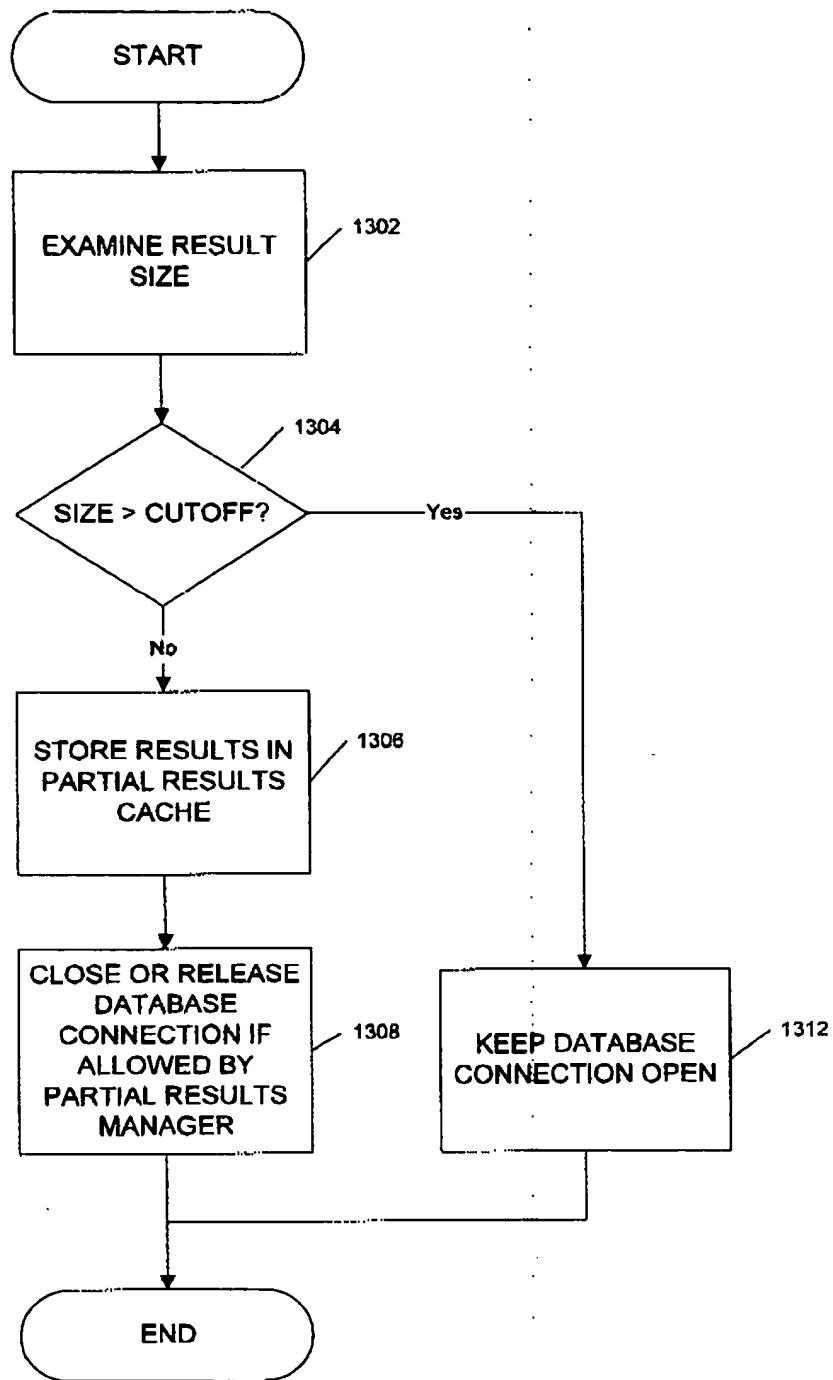 START
EXAMINE RESULT
SIZE
1302
SIZE > CUTOFF?
1304
Yes
No
STORE RESULTS IN
PARTIAL RESULTS
CACHE
1306
CLOSE OR RELEASE
DATABASE
CONNECTION IF
ALLOWED BY
PARTIAL RESULTS
MANAGER
1308
KEEP DATABASE
CONNECTION OPEN
1312
END